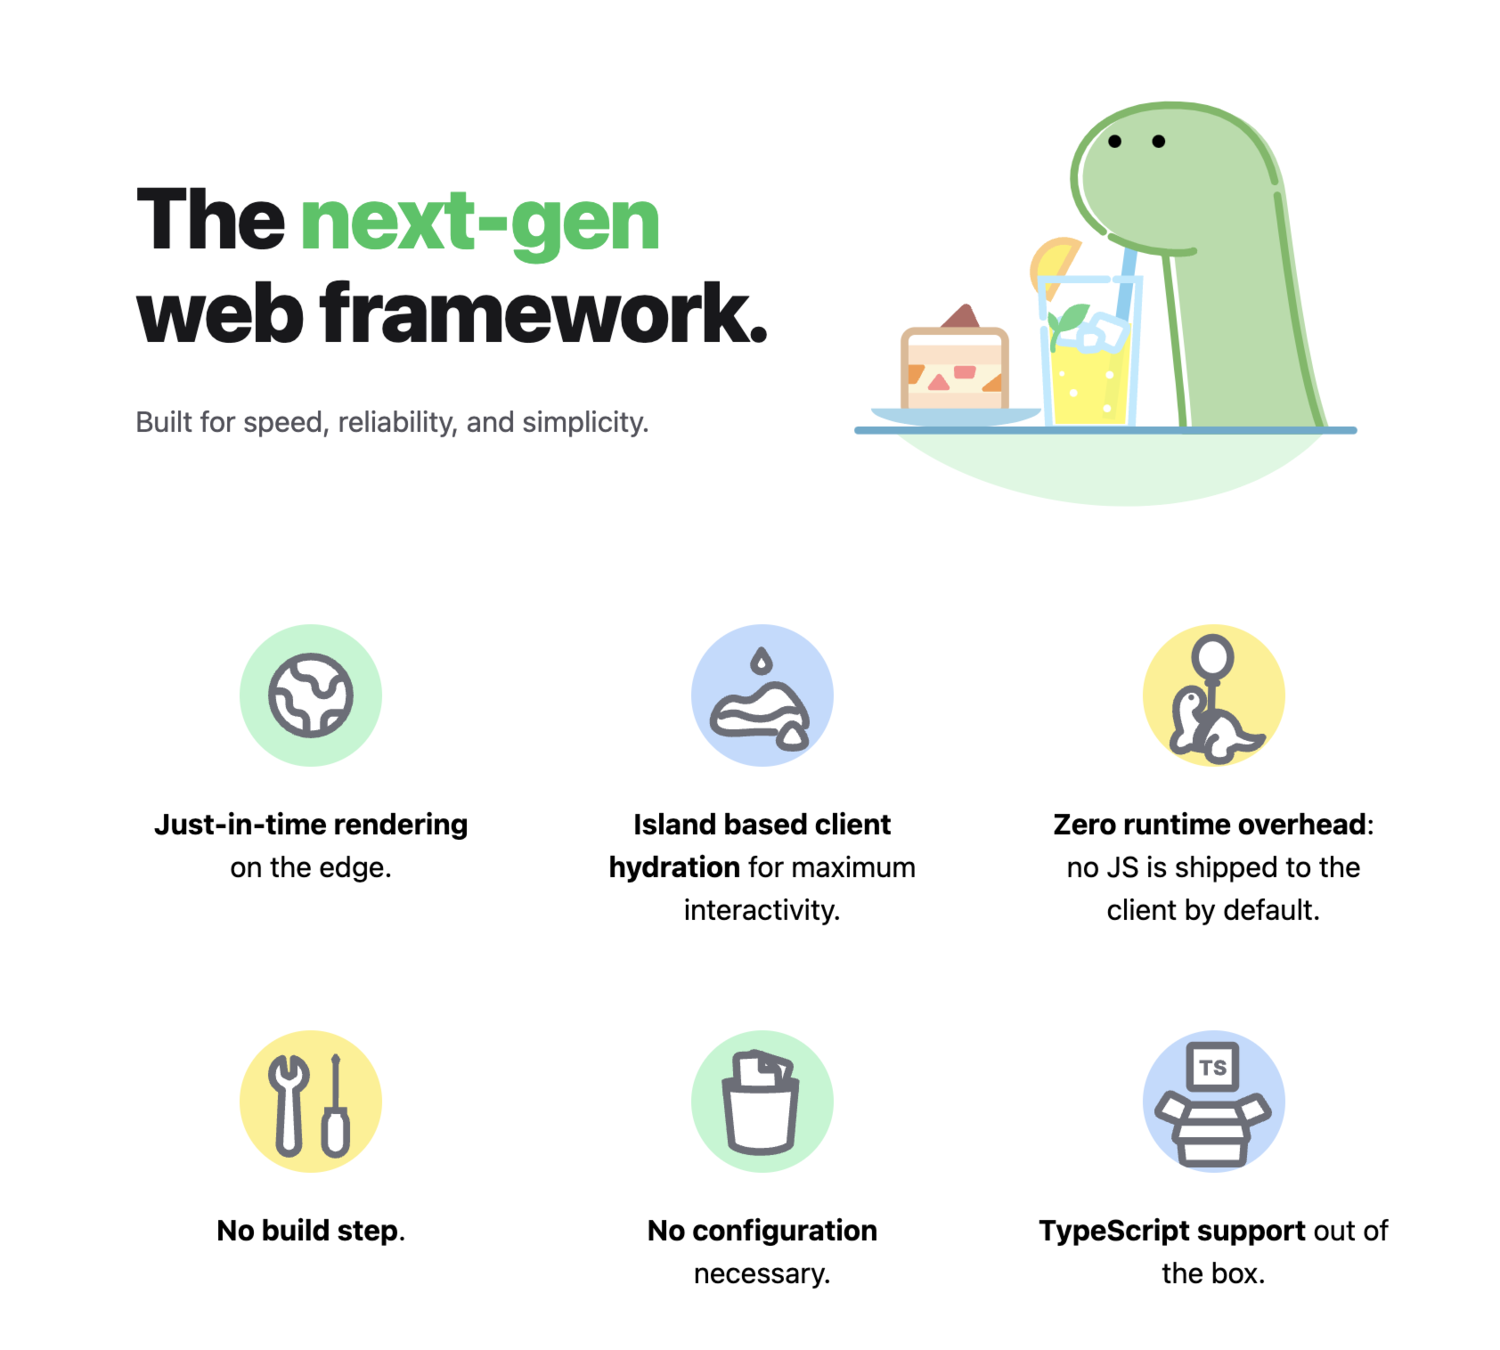 The next-gen
web framework.
Built for speed, reliability, and simplicity.
Just-in-time rendering
on the edge.
Island based client
hydration for maximum
interactivity.
Zero runtime overhead:
no JS is shipped to the
client by default.
TS
No build step.
No configuration
necessary.
TypeScript support out of
the box.